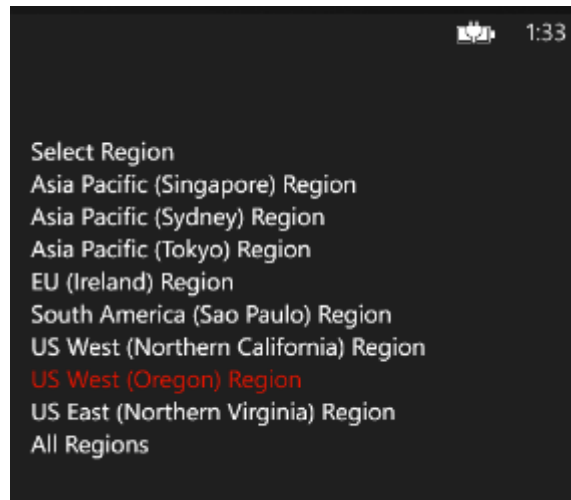 1:33
Select Region
Asia Pacific (Singapore) Region
Asia Pacific (Sydney) Region
Asia Pacific (Tokyo) Region
EU (Ireland) Region
South America (Sao Paulo) Region
US West (Northern California) Region
US West (Oregon) Region
US East (Northern Virginia) Region
All Regions